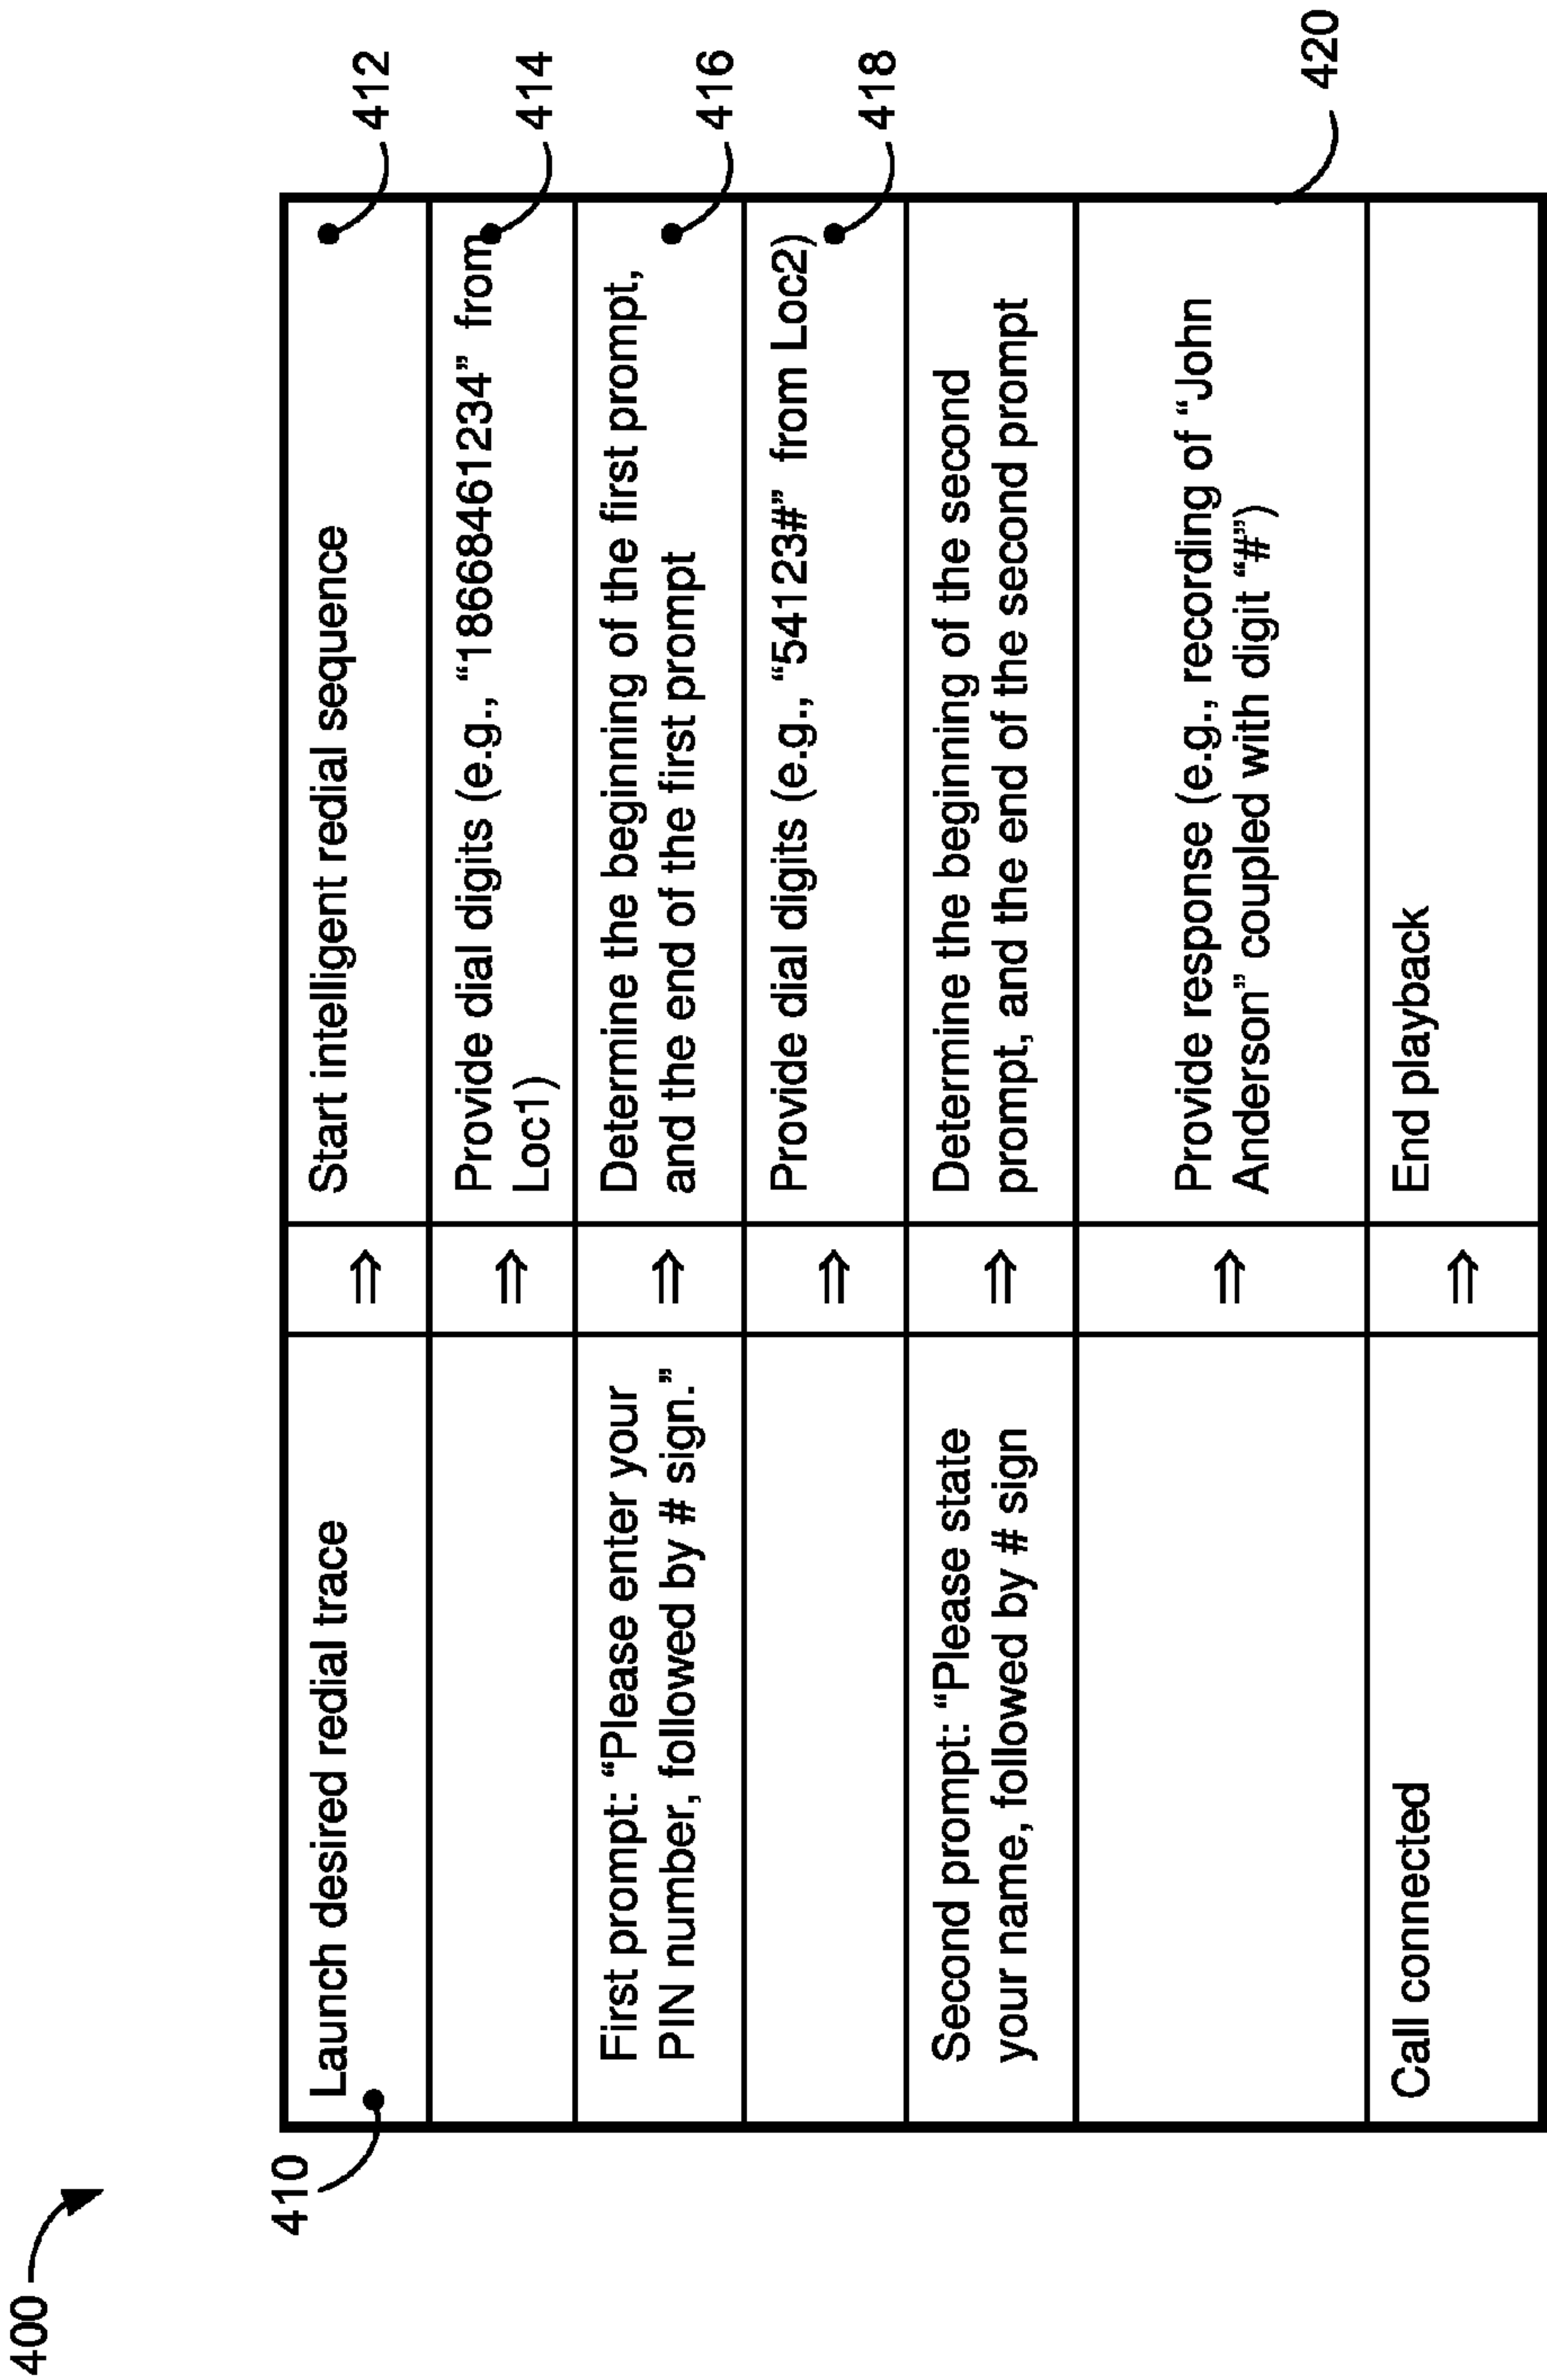 400
410
Launch desired redial trace
⇒
Start intelligent redial sequence
412
⇒
Provide dial digits (e.g., “18668461234” from
Loc1)
414
First prompt: “Please enter your
PIN number, followed by # sign.”
⇒
Determine the beginning of the first prompt,
and the end of the first prompt
416
⇒
Provide dial digits (e.g., “54123#” from Loc2)
418
Second prompt: “Please state
your name, followed by # sign
⇒
Determine the beginning of the second
prompt, and the end of the second prompt
⇒
Provide response (e.g., recording of “John
Anderson” coupled with digit “#”)
420
Call connected
⇒
End playback